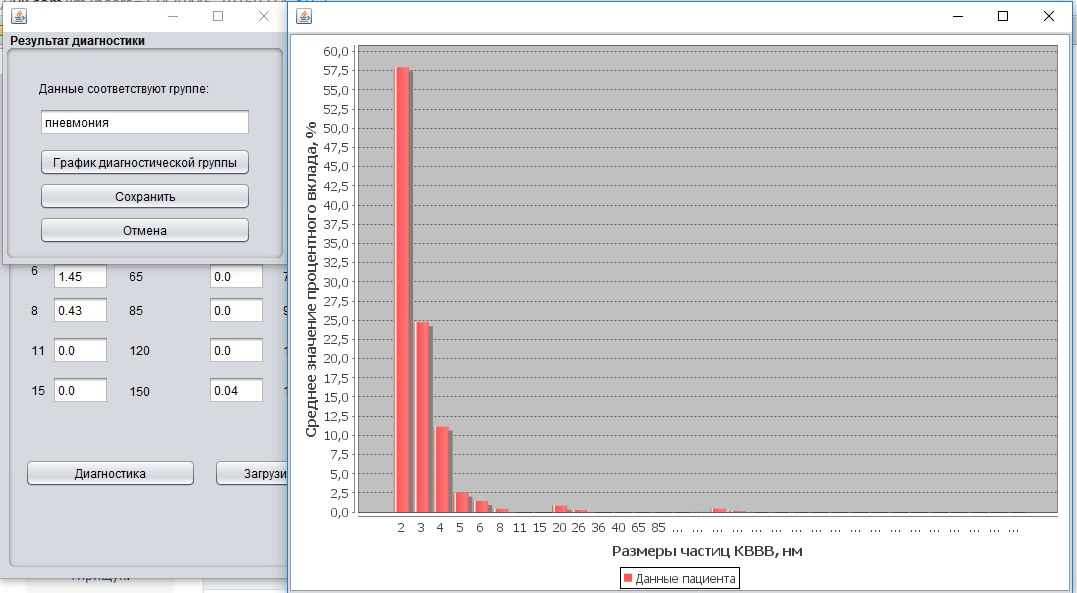 Результат диагностики
Данные соответствуют группе:
пневмония
График диагностической группы
Сохранить
Отмена
6 1.45 65 0.0
8 0.43 85 0.0
11 0.0 120 0.0
15 0.0 150 0.04
Диагностика
Загрузи
60,0
57,5
55,0
52,5
50,0
47,5
45,0
42,5
40,0
37,5
35,0
32,5
30,0
27,5
25,0
22,5
20,0
17,5
15,0
12,5
10,0
7,5
5,0
2,5
0,0
Среднее значение процентного вклада, %
2 3 4 5 6 8 11 15 20 26 36 40 65 85 ... ... ... ... ... ... ... ... ... ... ... ... ... ... ... ... ... ...
Размеры частиц КВВВ, нм
Данные пациента